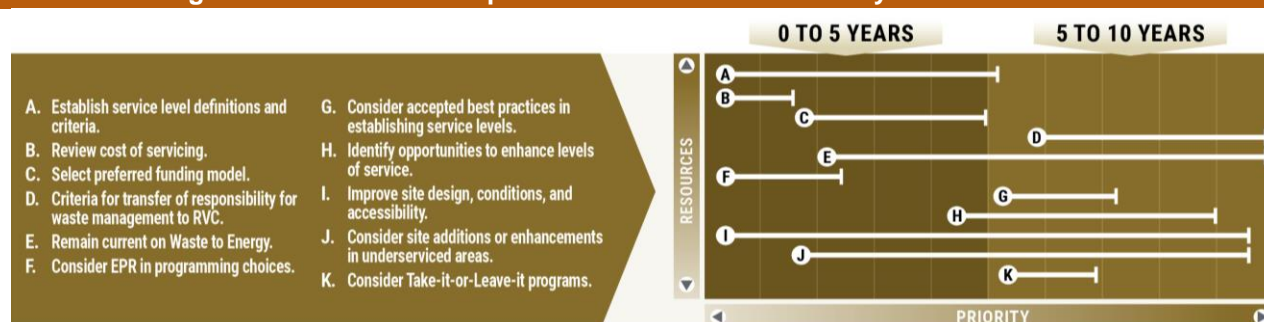 0 TO 5 YEARS
5 TO 10 YEARS
A. Establish service level definitions and
criteria.
B. Review cost of servicing.
C. Select preferred funding model.
D. Criteria for transfer of responsibility for
waste management to RVC.
E. Remain current on Waste to Energy.
F. Consider EPR in programming choices.
G. Consider accepted best practices in
establishing service levels.
H. Identify opportunities to enhance levels
of service.
I. Improve site design, conditions, and
accessibility.
J. Consider site additions or enhancements
in underserviced areas.
K. Consider Take-it-or-Leave-it programs.
RESOURCES
A
B
C
D
E
F
G
H
I
J
K
PRIORITY